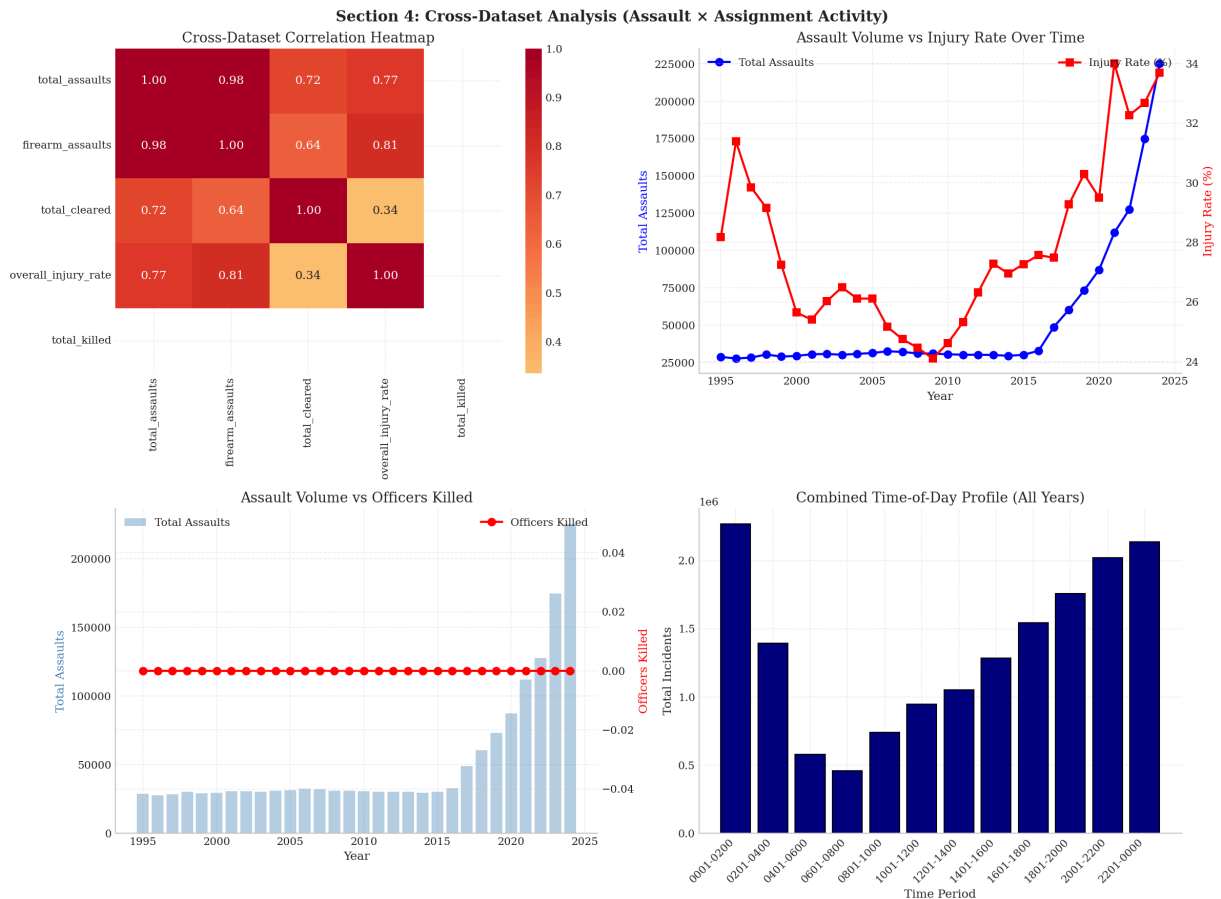 Section 4: Cross-Dataset Analysis (Assault × Assignment Activity)
Cross-Dataset Correlation Heatmap
total_assaults
firearm_assaults
total_cleared
overall_injury_rate
total_killed
1.00 0.98 0.72 0.77
0.98 1.00 0.64 0.81
0.72 0.64 1.00 0.34
0.77 0.81 0.34 1.00
total_assaults
firearm_assaults
total_cleared
overall_injury_rate
total_killed
1.0
0.9
0.8
0.7
0.6
0.5
0.4
Assault Volume vs Injury Rate Over Time
Total Assaults
Injury Rate (%)
225000
200000
175000
150000
125000
100000
75000
50000
25000
Total Assaults
34
32
30
28
26
24
Injury Rate (%)
1995 2000 2005 2010 2015 2020 2025
Year
Assault Volume vs Officers Killed
Total Assaults
Officers Killed
200000
150000
100000
50000
0
Total Assaults
0.04
0.02
0.00
−0.02
−0.04
Officers Killed
1995 2000 2005 2010 2015 2020 2025
Year
Combined Time-of-Day Profile (All Years)
1e6
2.0
1.5
1.0
0.5
0.0
Total Incidents
0001-0200
0201-0400
0401-0600
0601-0800
0801-1000
1001-1200
1201-1400
1401-1600
1601-1800
1801-2000
2001-2200
2201-0000
Time Period